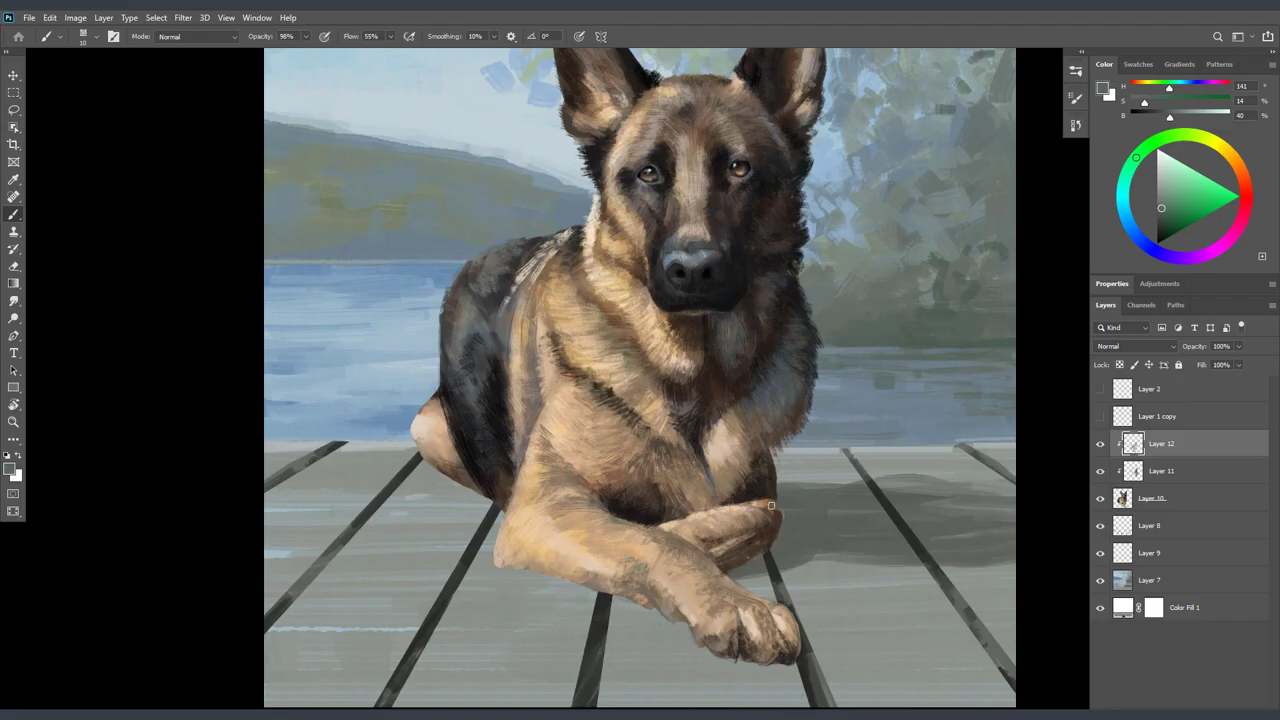 Ps File Edit Image Layer Type Select Filter 3D View Window Help
10 Mode: Normal Opacity: 98% Flow: 55% Smoothing: 10% 0°
Color Swatches Gradients Patterns
H 141 °
S 14 %
B 40 %
Properties Adjustments
Layers Channels Paths
Kind
Normal Opacity: 100%
Lock: Fill: 100%
Layer 2
Layer 1 copy
Layer 12
Layer 11
Layer 10
Layer 8
Layer 9
Layer 7
Color Fill 1